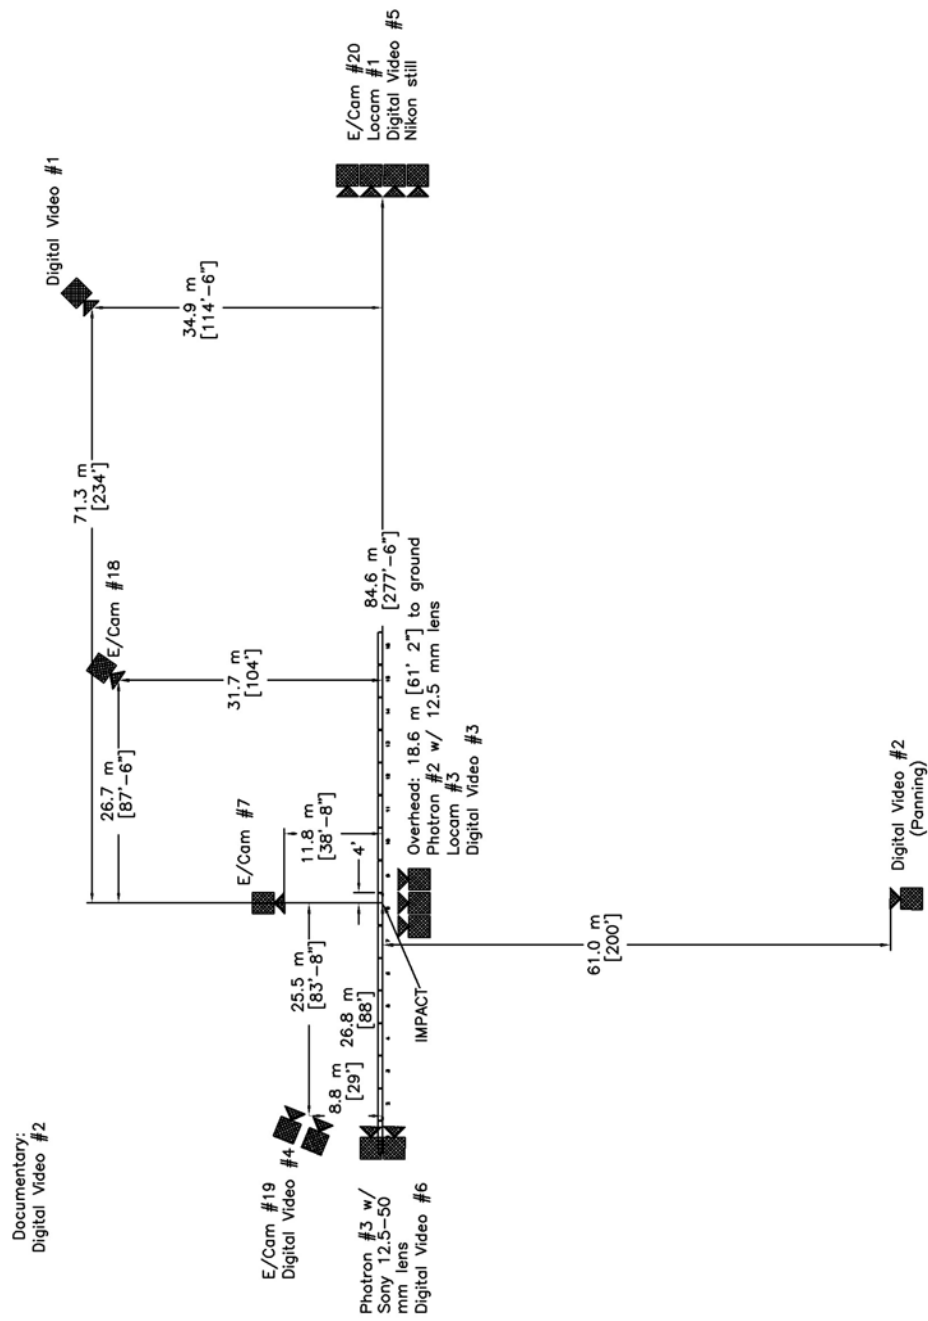 Documentary:
Digital Video #2
E/Cam #19
Digital Video #4
Photron #3 w/
Sony 12.5-50
mm lens
Digital Video #6
8.8 m
[29']
25.5 m
[83'-8"]
26.8 m
[88']
IMPACT
E/Cam #7
11.8 m
[38'-8"]
4'
26.7 m
[87'-6"]
E/Cam #18
31.7 m
[104']
71.3 m
[234']
Digital Video #1
34.9 m
[114'-6"]
84.6 m
[277'-6"]
Overhead: 18.6 m [61' 2"] to ground
Photron #2 w/ 12.5 mm lens
Locam #3
Digital Video #3
E/Cam #20
Locam #1
Digital Video #5
Nikon still
61.0 m
[200']
Digital Video #2
(Panning)